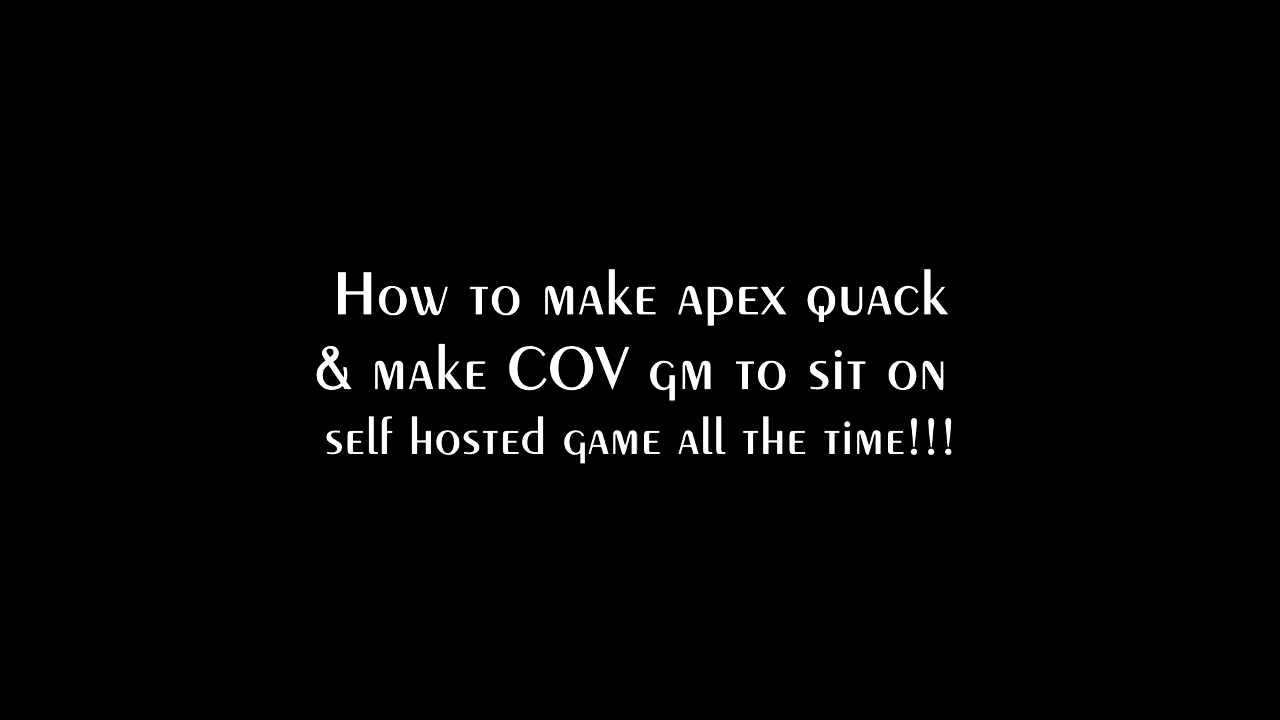 How to make apex quack
& make COV gm to sit on
self hosted game all the time!!!